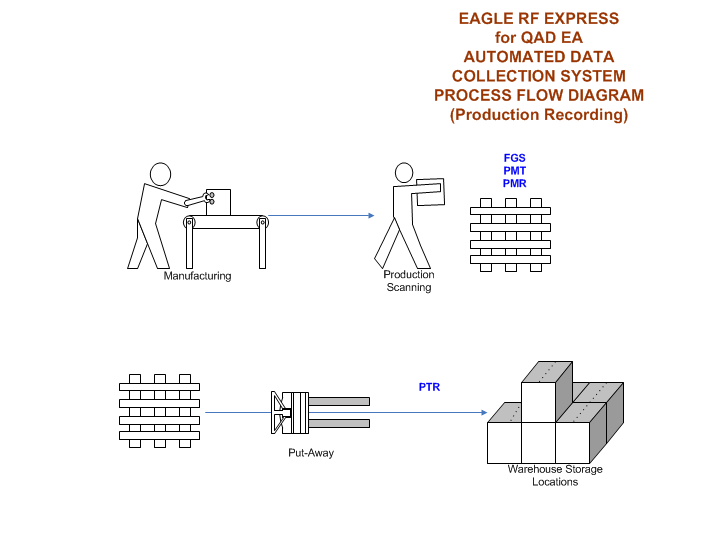 EAGLE RF EXPRESS
for QAD EA
AUTOMATED DATA
COLLECTION SYSTEM
PROCESS FLOW DIAGRAM
(Production Recording)
FGS
PMT
PMR
Manufacturing
Production
Scanning
PTR
Put-Away
Warehouse Storage
Locations